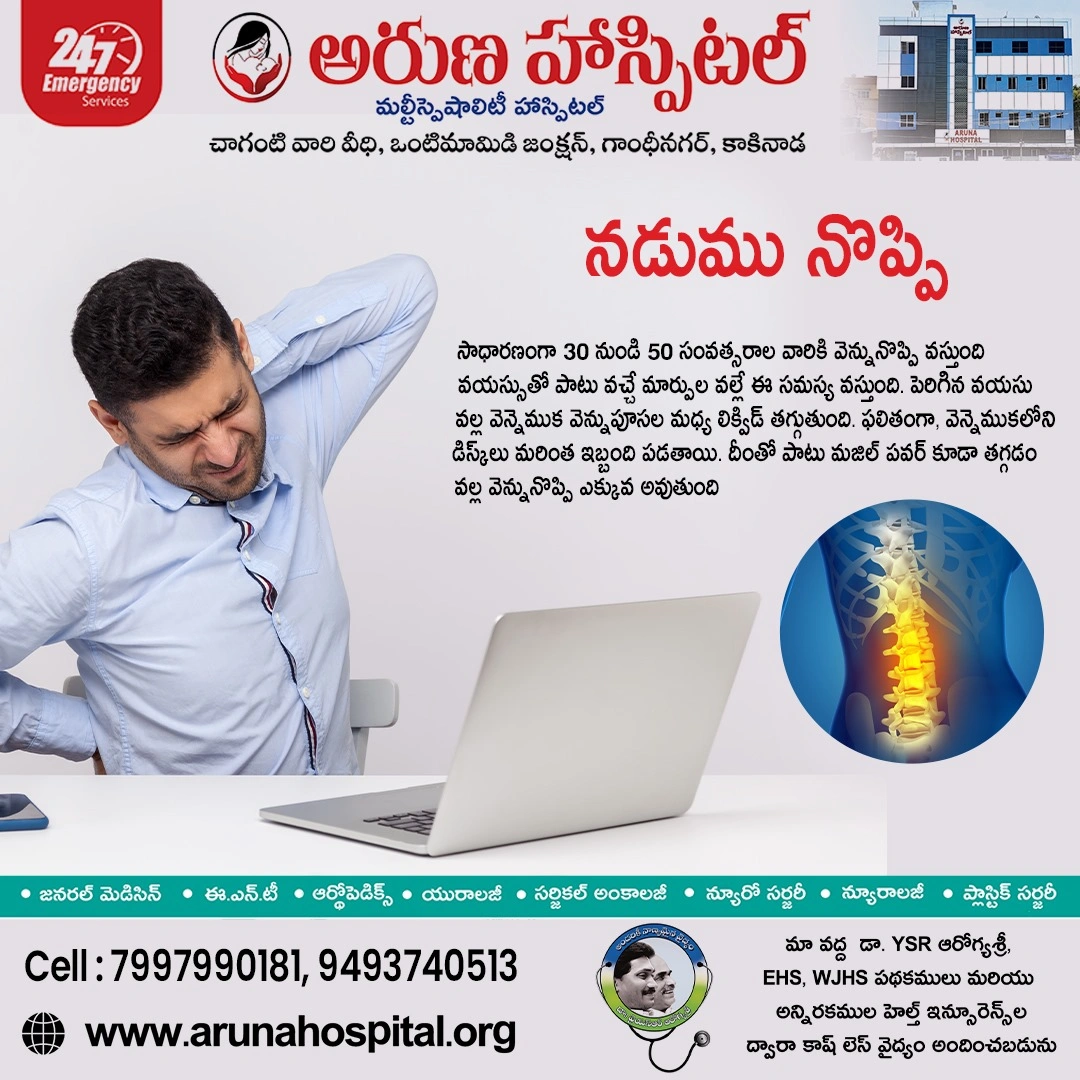 24/7
Emergency
Services
అరుణ హాస్పిటల్
మల్టీస్పెషాలిటీ హాస్పిటల్
చాగంటి వారి వీధి, ఒంటిమామిడి జంక్షన్, గాంధీనగర్, కాకినాడ
ARUNA
HOSPITAL
నడుము నొప్పి
సాధారణంగా 30 నుండి 50 సంవత్సరాల వారికి వెన్నునొప్పి వస్తుంది
వయస్సుతో పాటు వచ్చే మార్పుల వల్లే ఈ సమస్య వస్తుంది. పెరిగిన వయసు
వల్ల వెన్నెముక వెన్నుపూసల మధ్య లిక్విడ్ తగ్గుతుంది. ఫలితంగా, వెన్నెముకలోని
డిస్క్‌లు మరింత ఇబ్బంది పడతాయి. దీంతో పాటు మజిల్ పవర్ కూడా తగ్గడం
వల్ల వెన్నునొప్పి ఎక్కువ అవుతుంది
• జనరల్ మెడిసిన్ • ఈ.ఎన్.టీ • ఆర్థోపెడిక్స్ • యురాలజీ • సర్జికల్ అంకాలజీ • న్యూరో సర్జరీ • న్యూరాలజీ • ప్లాస్టిక్ సర్జరీ
Cell : 7997990181, 9493740513
www.arunahospital.org
మా వద్ద డా. YSR ఆరోగ్యశ్రీ,
EHS, WJHS పథకములు మరియు
అన్నిరకముల హెల్త్ ఇన్సూరెన్స్‌ల
ద్వారా కాష్ లెస్ వైద్యం అందించబడును